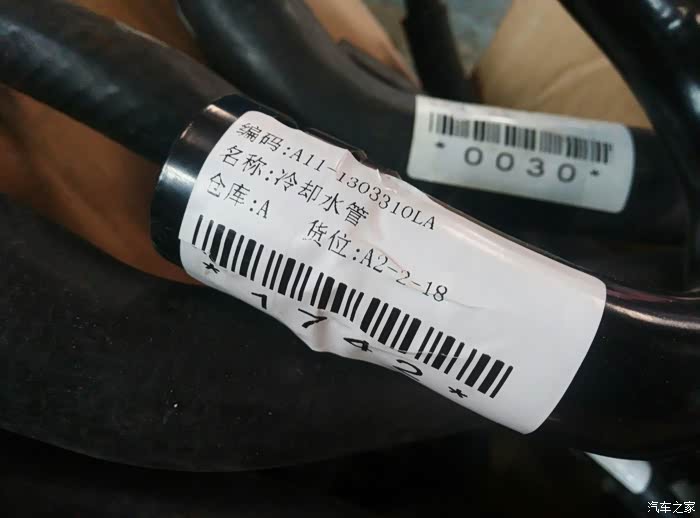 编码:A11-1303310LA
名称:冷却水管
仓库:A 货位:A2-2-18
*1742*
*0030*
汽车之家